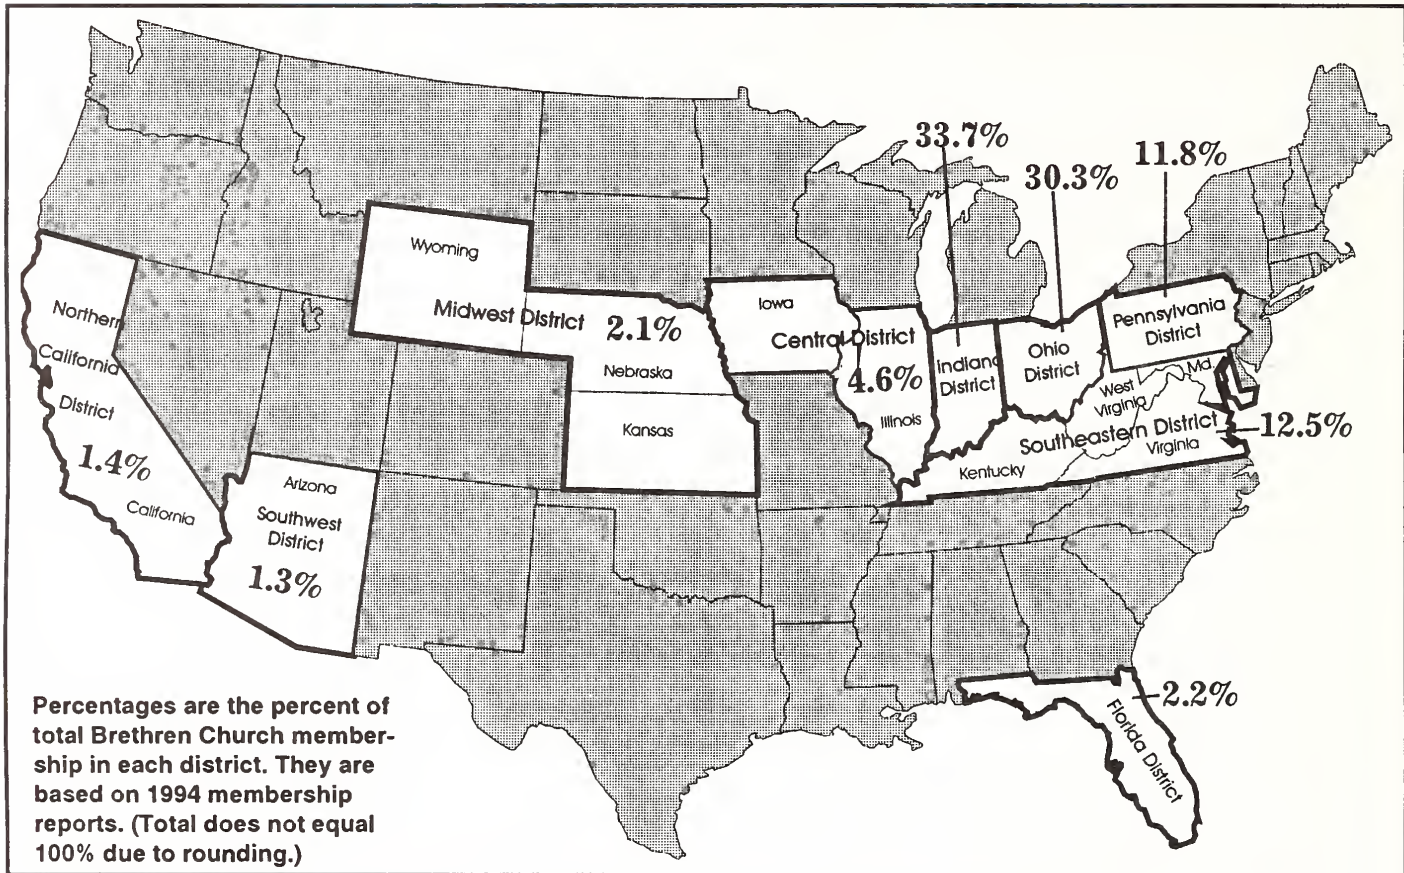 33.7%
30.3%
11.8%
Wyoming
Midwest District
2.1%
Nebraska
Kansas
Iowa
Central District
4.6%
Illinois
Indiana
District
Ohio
District
Pennsylvania
District
Md.
West
Virginia
Southeastern District
12.5%
Virginia
Kentucky
Northern
California
District
1.4%
California
Arizona
Southwest
District
1.3%
2.2%
Florida District
Percentages are the percent of
total Brethren Church member-
ship in each district. They are
based on 1994 membership
reports. (Total does not equal
100% due to rounding.)